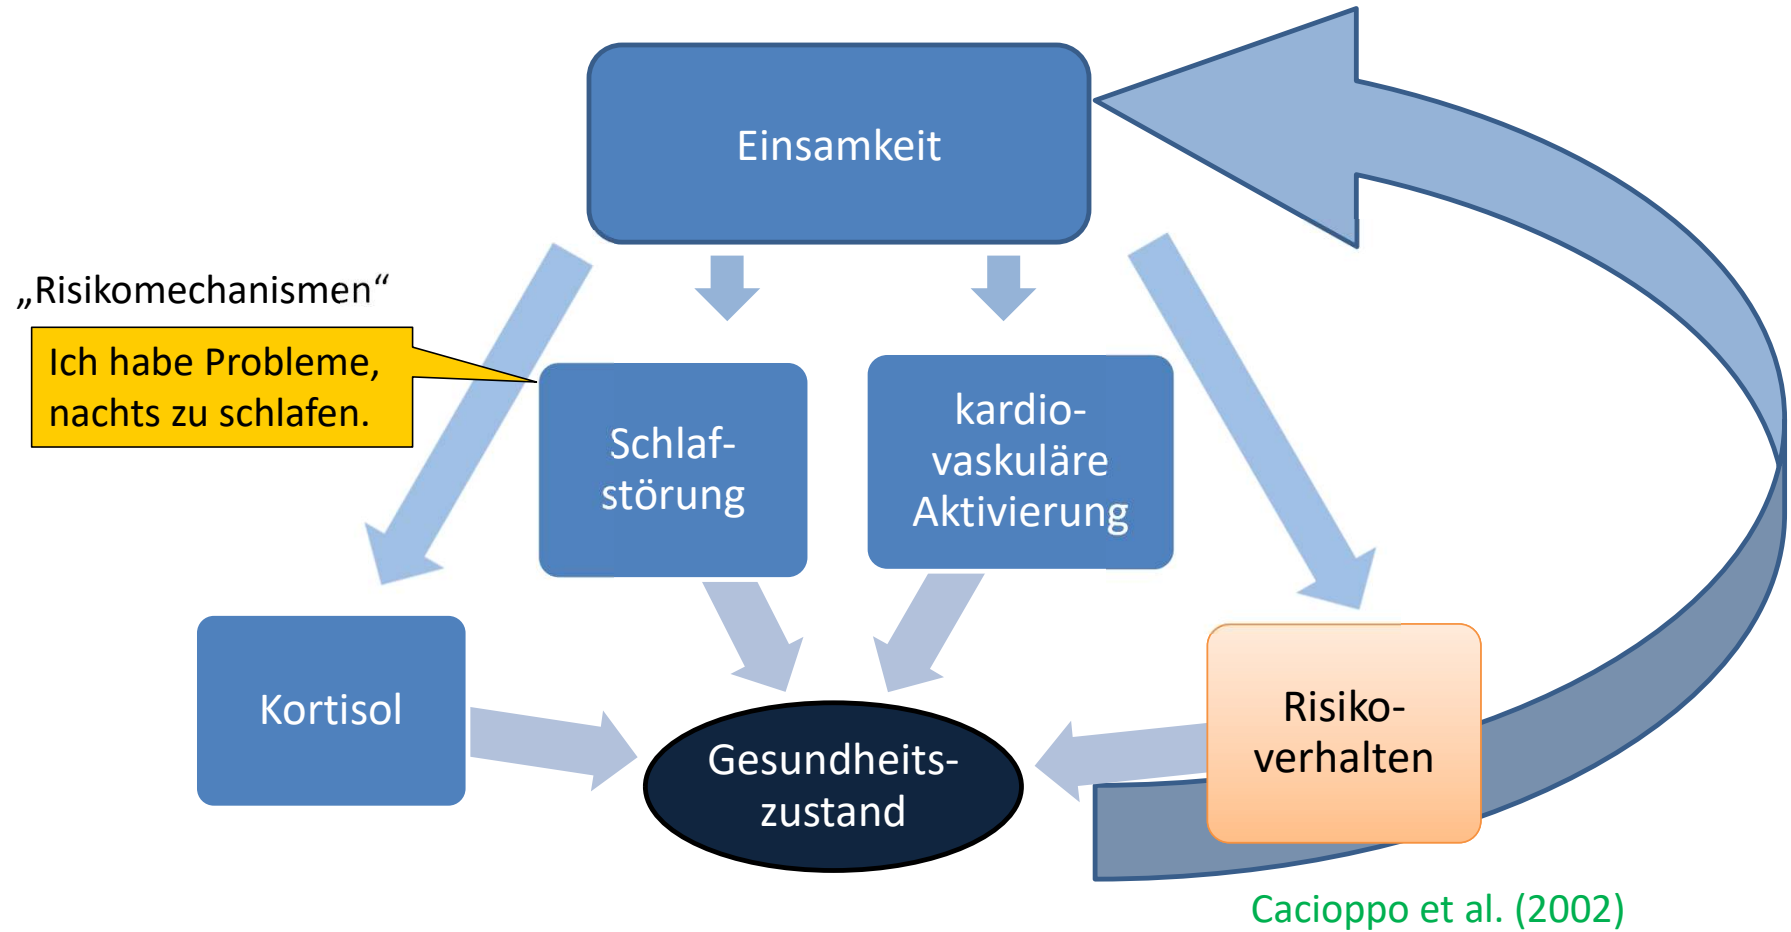 Einsamkeit
„Risikomechanismen“
Ich habe Probleme,
nachts zu schlafen.
Schlaf-
störung
kardio-
vaskuläre
Aktivierung
Kortisol
Gesundheits-
zustand
Risiko-
verhalten
Cacioppo et al. (2002)